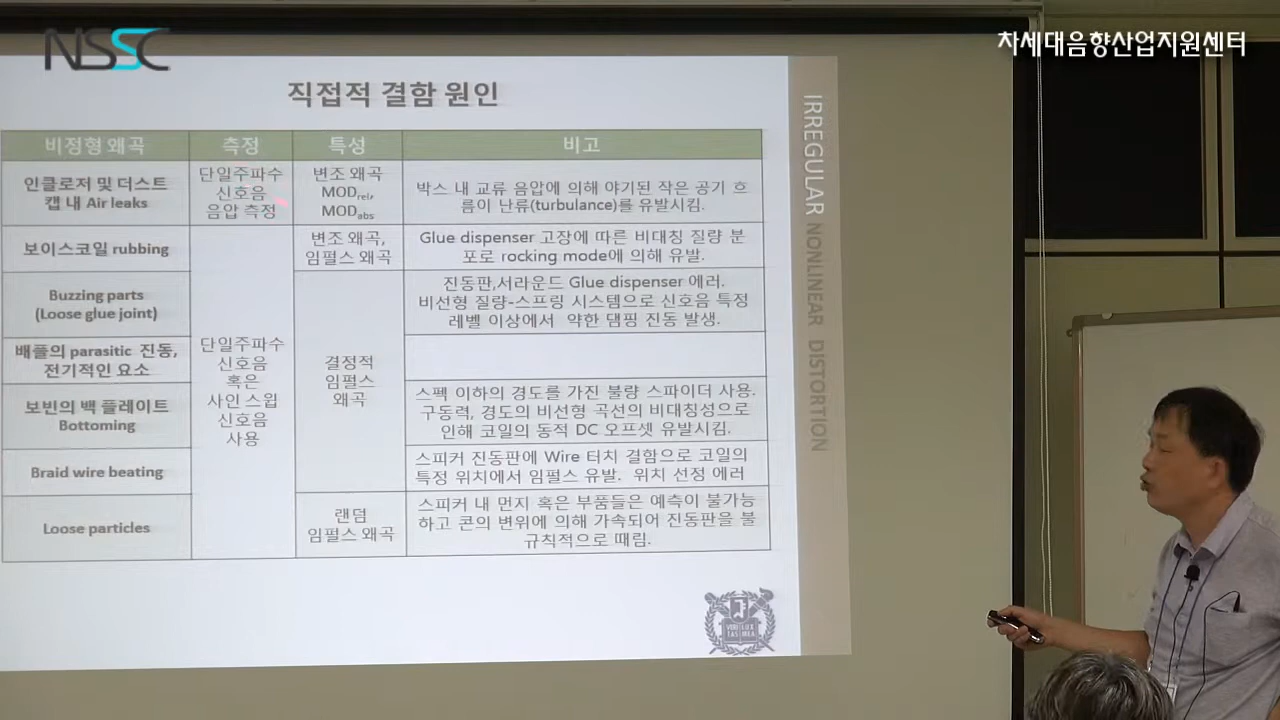 NSSC
차세대음향산업지원센터
직접적 결함 원인
비정형 왜곡
측정
특성
비고
인클로저 및 더스트
캡 내 Air leaks
단일주파수
신호음
음압 측정
변조 왜곡
MODrel,
MODabs
박스 내 교류 음압에 의해 야기된 작은 공기 흐
름이 난류(turbulance)를 유발시킴.
보이스코일 rubbing
변조 왜곡,
임펄스 왜곡
Glue dispenser 고장에 따른 비대칭 질량 분
포로 rocking mode에 의해 유발.
Buzzing parts
(Loose glue joint)
단일주파수
신호음
혹은
사인 스윕
신호음
사용
결정적
임펄스
왜곡
진동판,서라운드 Glue dispenser 에러.
비선형 질량-스프링 시스템으로 신호음 특정
레벨 이상에서 약한 댐핑 진동 발생.
배플의 parasitic 진동,
전기적인 요소
보빈의 백 플레이트
Bottoming
스펙 이하의 경도를 가진 불량 스파이더 사용.
구동력, 경도의 비선형 곡선의 비대칭성으로
인해 코일의 동적 DC 오프셋 유발시킴.
Braid wire beating
스피커 진동판에 Wire 터치 결함으로 코일의
특정 위치에서 임펄스 유발. 위치 선정 에러
Loose particles
랜덤
임펄스 왜곡
스피커 내 먼지 혹은 부품들은 예측이 불가능
하고 콘의 변위에 의해 가속되어 진동판을 불
규칙적으로 때림.
IRREGULAR NONLINEAR DISTORTION
VERI LUX
TAS MEA